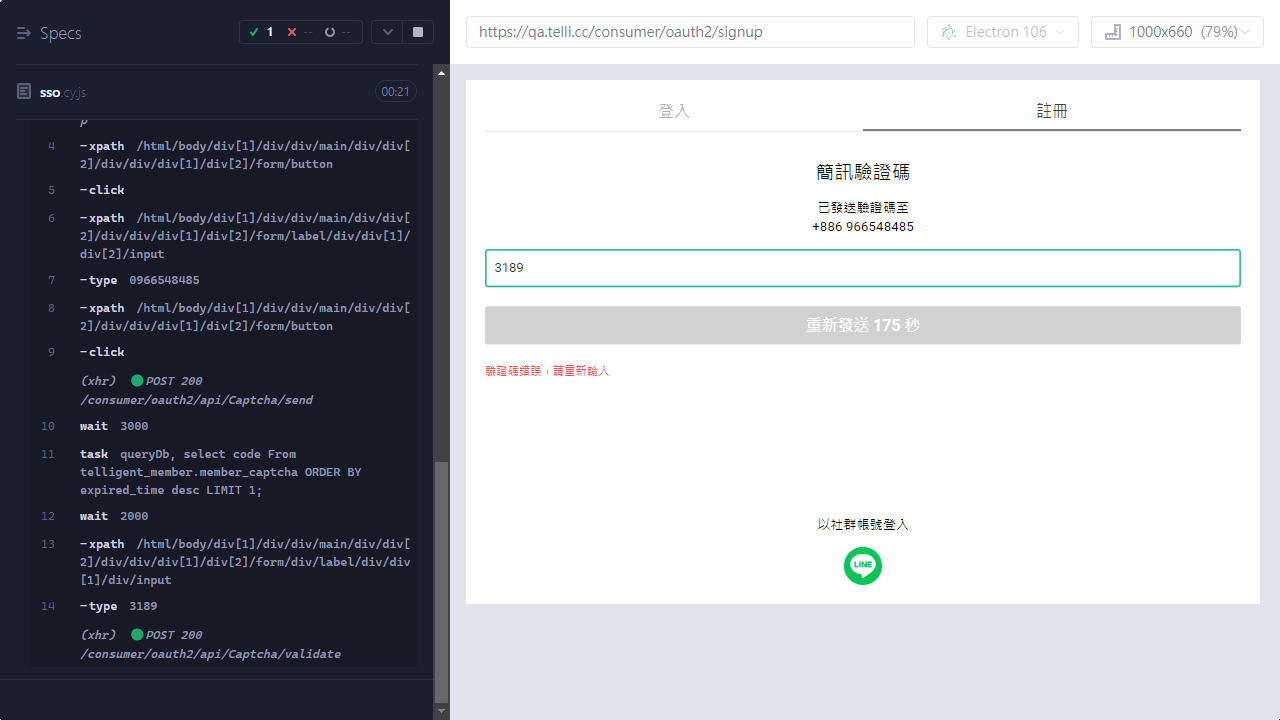 Specs
1
--
--
https://qa.telli.cc/consumer/oauth2/signup
Electron 106
1000x660 (79%)
sso.cy.js
00:21
p
4 -xpath /html/body/div[1]/div/div/main/div/div[
2]/div/div/div[1]/div[2]/form/button
5 -click
6 -xpath /html/body/div[1]/div/div/main/div/div[
2]/div/div/div[1]/div[2]/form/label/div/div[1]/
div[2]/input
7 -type 0966548485
8 -xpath /html/body/div[1]/div/div/main/div/div[
2]/div/div/div[1]/div[2]/form/button
9 -click
(xhr) POST 200
/consumer/oauth2/api/Captcha/send
10 wait 3000
11 task queryDb, select code From
telligent_member.member_captcha ORDER BY
expired_time desc LIMIT 1;
12 wait 2000
13 -xpath /html/body/div[1]/div/div/main/div/div[
2]/div/div/div[1]/div[2]/form/div/label/div/div
[1]/div/input
14 -type 3189
(xhr) POST 200
/consumer/oauth2/api/Captcha/validate
登入
註冊
簡訊驗證碼
已發送驗證碼至
+886 966548485
3189
重新發送 175 秒
驗證碼錯誤，請重新輸入
以社群帳號登入
LINE